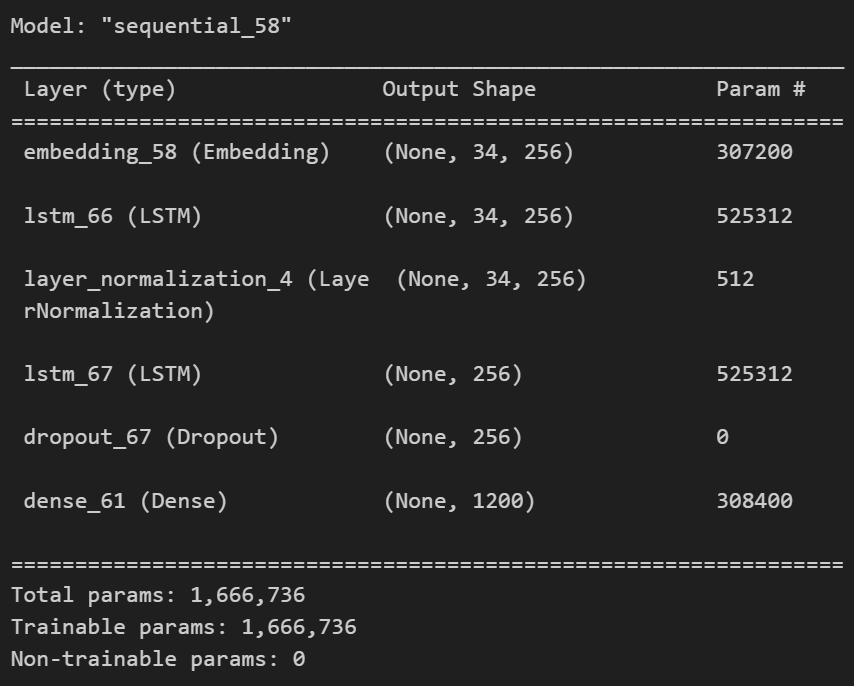 Model: "sequential_58"
_________________________________________________________________
Layer (type) Output Shape Param #
=================================================================
embedding_58 (Embedding) (None, 34, 256) 307200
lstm_66 (LSTM) (None, 34, 256) 525312
layer_normalization_4 (Laye (None, 34, 256) 512
rNormalization)
lstm_67 (LSTM) (None, 256) 525312
dropout_67 (Dropout) (None, 256) 0
dense_61 (Dense) (None, 1200) 308400
=================================================================
Total params: 1,666,736
Trainable params: 1,666,736
Non-trainable params: 0